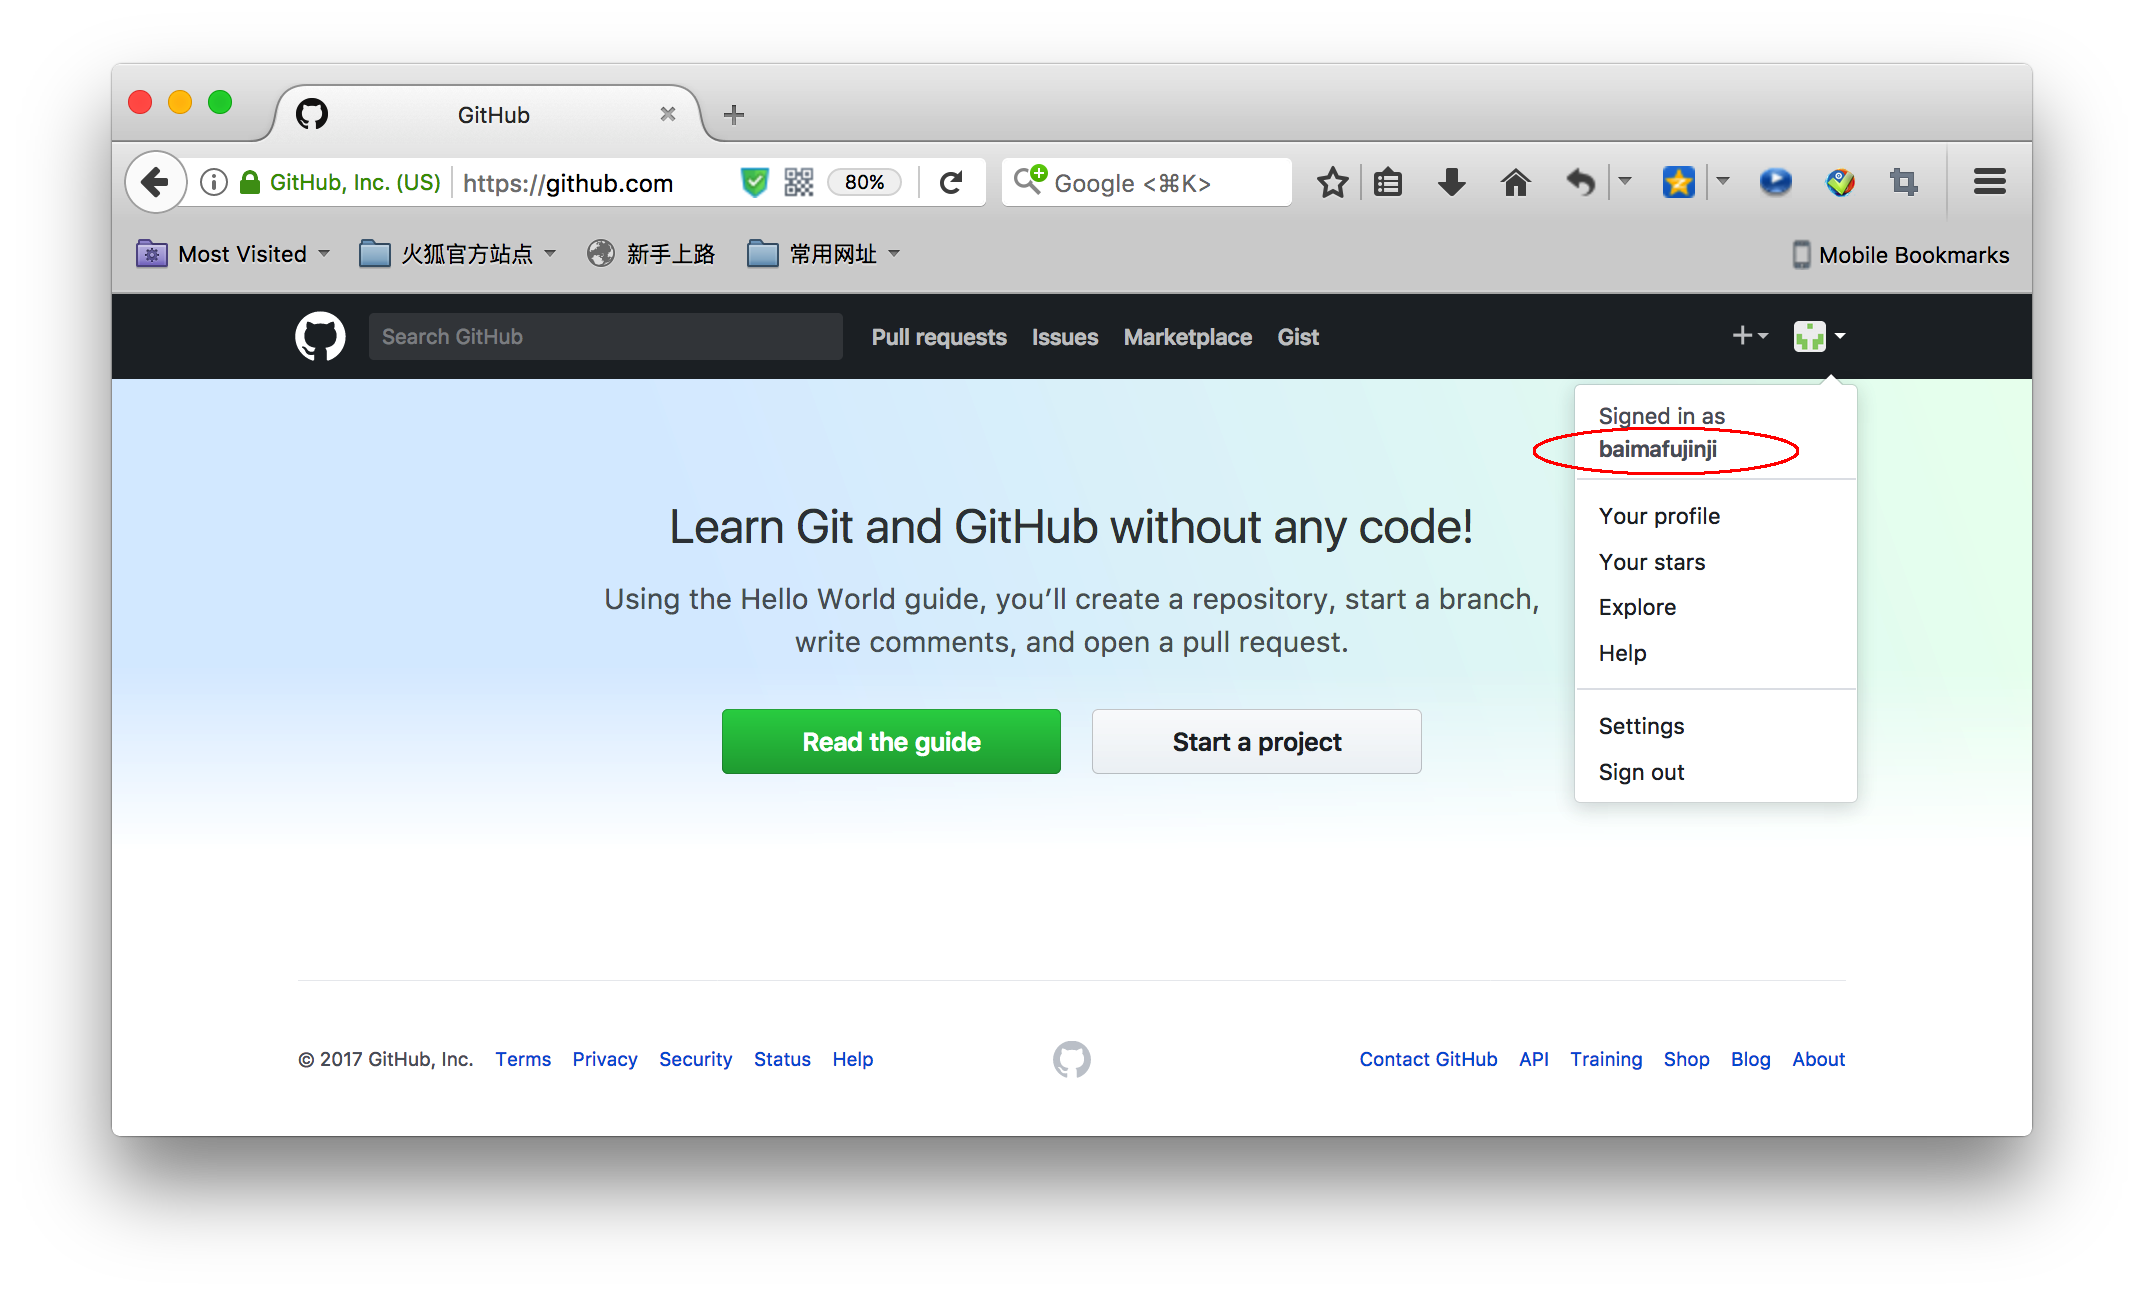 GitHub
GitHub, Inc. (US) https://github.com 80% Google <⌘K>
Most Visited 火狐官方站点 新手上路 常用网址 Mobile Bookmarks
Search GitHub Pull requests Issues Marketplace Gist
Signed in as
baimafujinji
Your profile
Your stars
Explore
Help
Settings
Sign out
Learn Git and GitHub without any code!
Using the Hello World guide, you’ll create a repository, start a branch,
write comments, and open a pull request.
Read the guide Start a project
© 2017 GitHub, Inc. Terms Privacy Security Status Help Contact GitHub API Training Shop Blog About